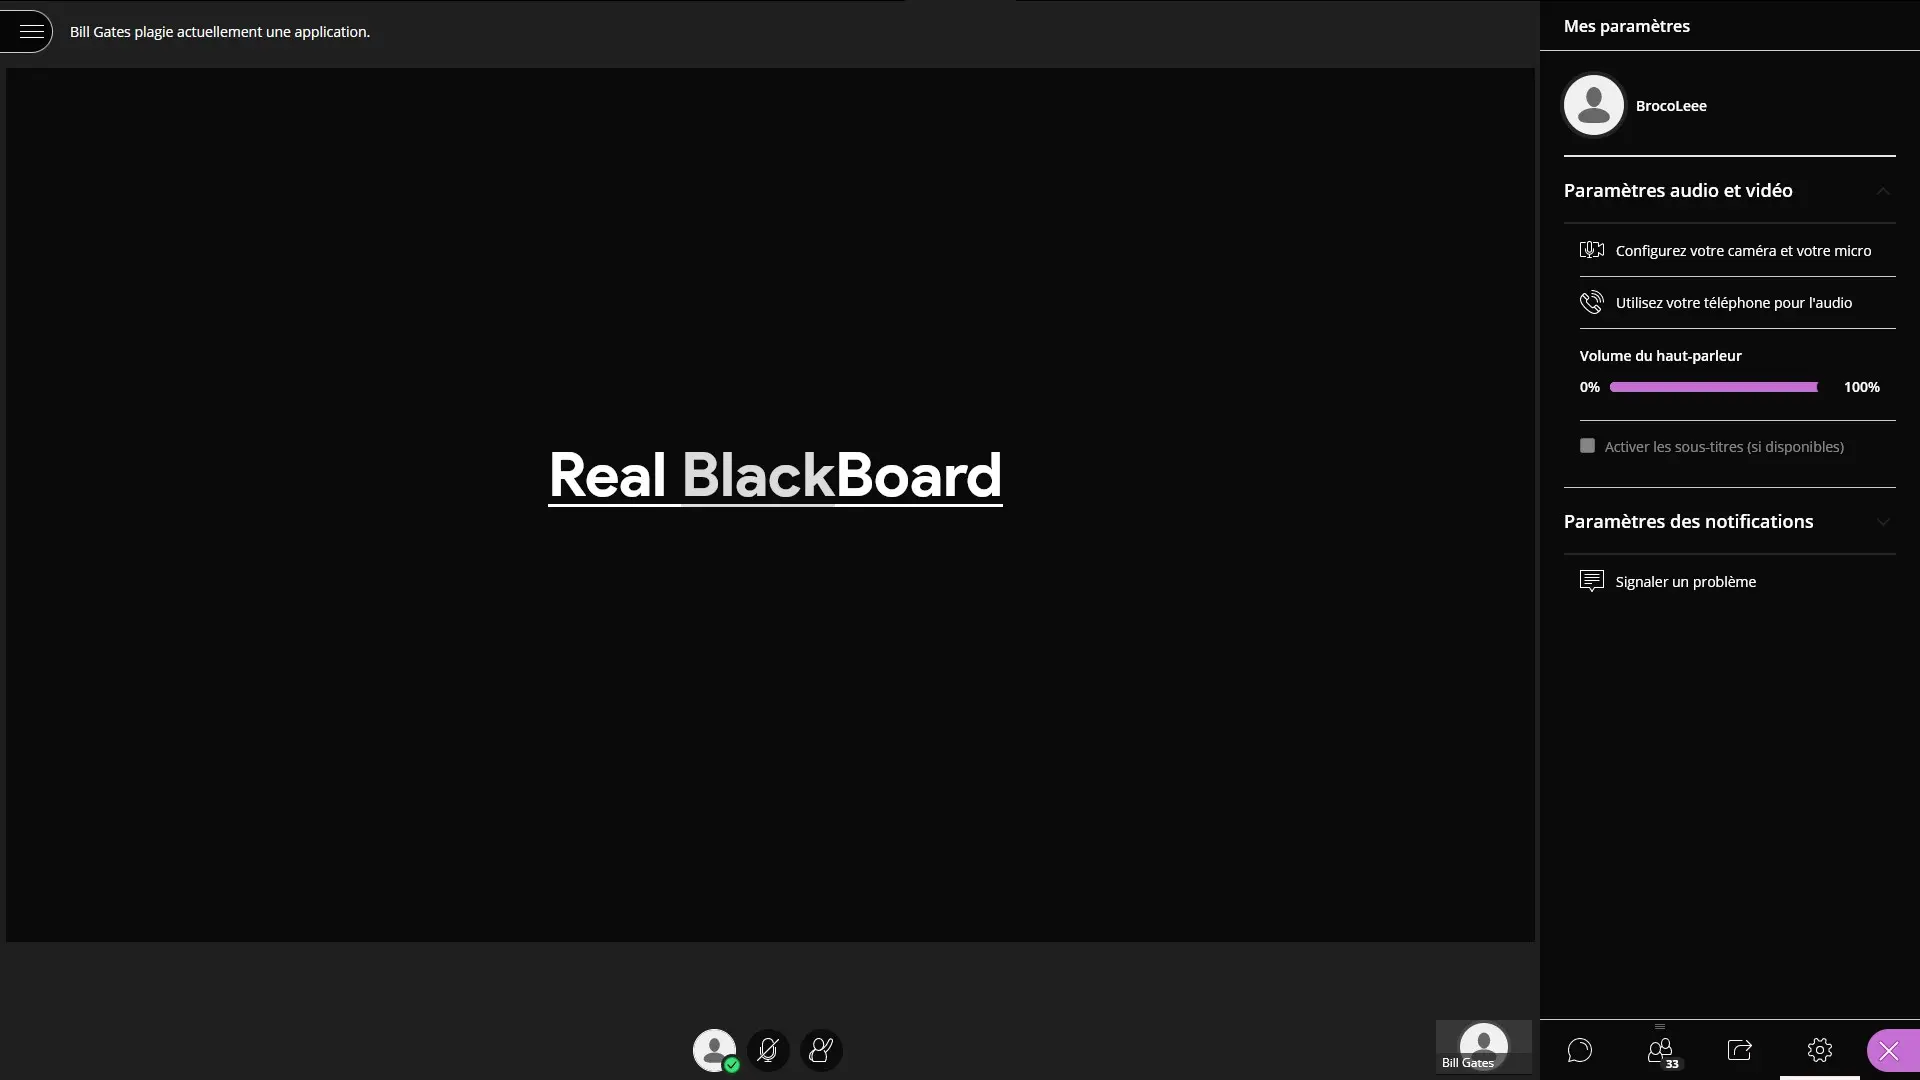 Bill Gates plagie actuellement une application.
Real BlackBoard
Bill Gates
Mes paramètres
BrocoLeee
Paramètres audio et vidéo
Configurez votre caméra et votre micro
Utilisez votre téléphone pour l'audio
Volume du haut-parleur
0% 100%
Activer les sous-titres (si disponibles)
Paramètres des notifications
Signaler un problème
33